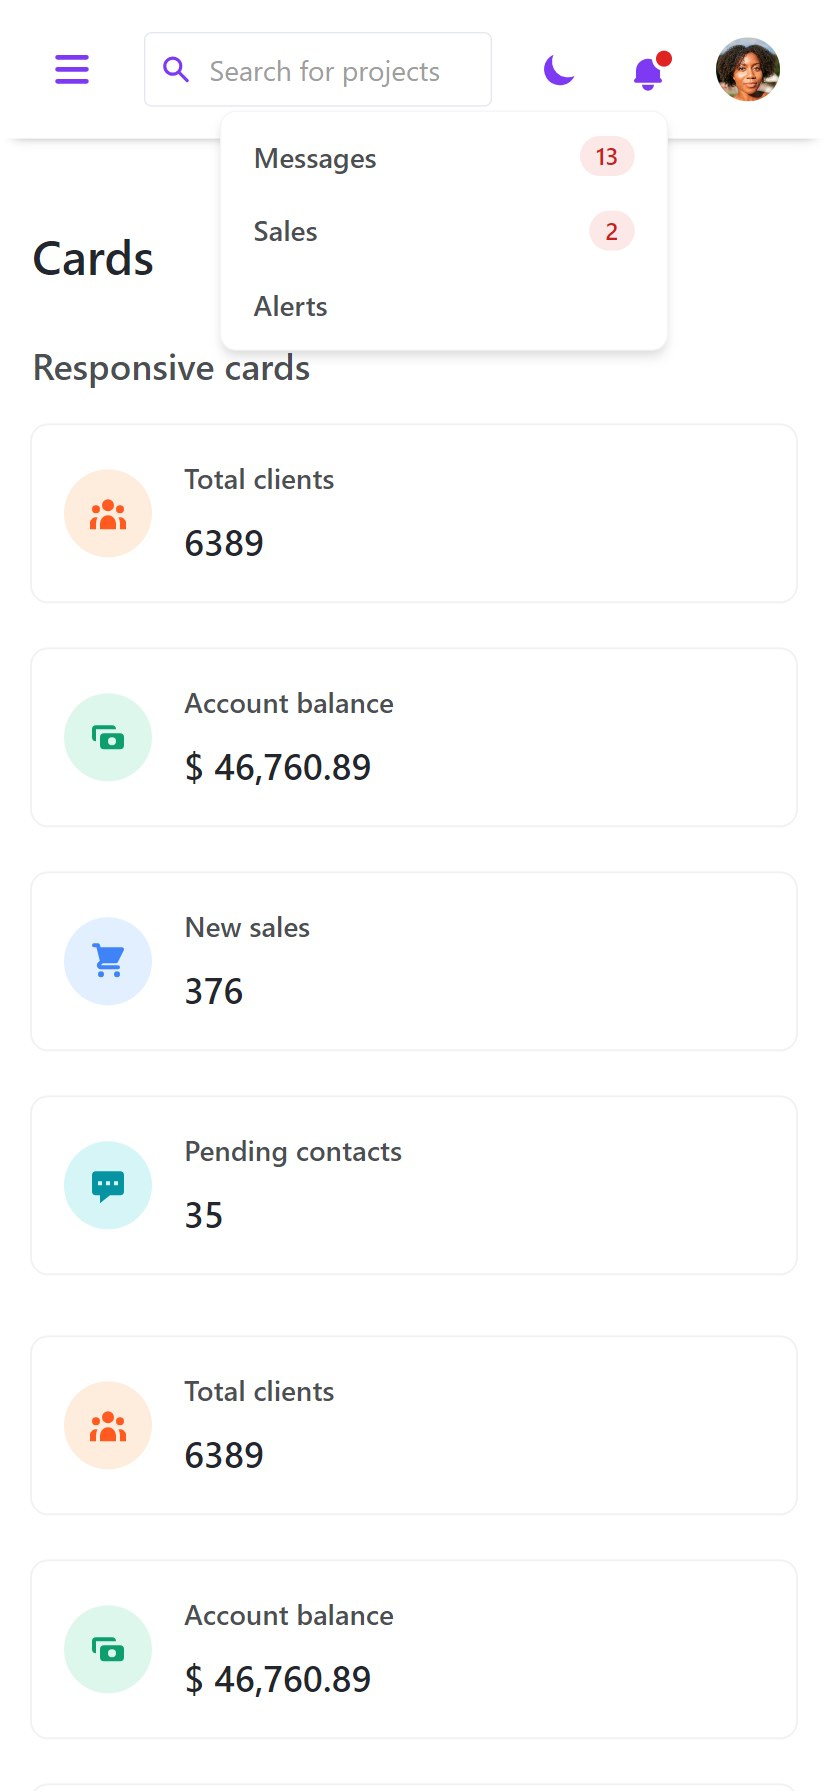 Search for projects
Messages 13
Sales 2
Alerts
Cards
Responsive cards
Total clients
6389
Account balance
$ 46,760.89
New sales
376
Pending contacts
35
Total clients
6389
Account balance
$ 46,760.89